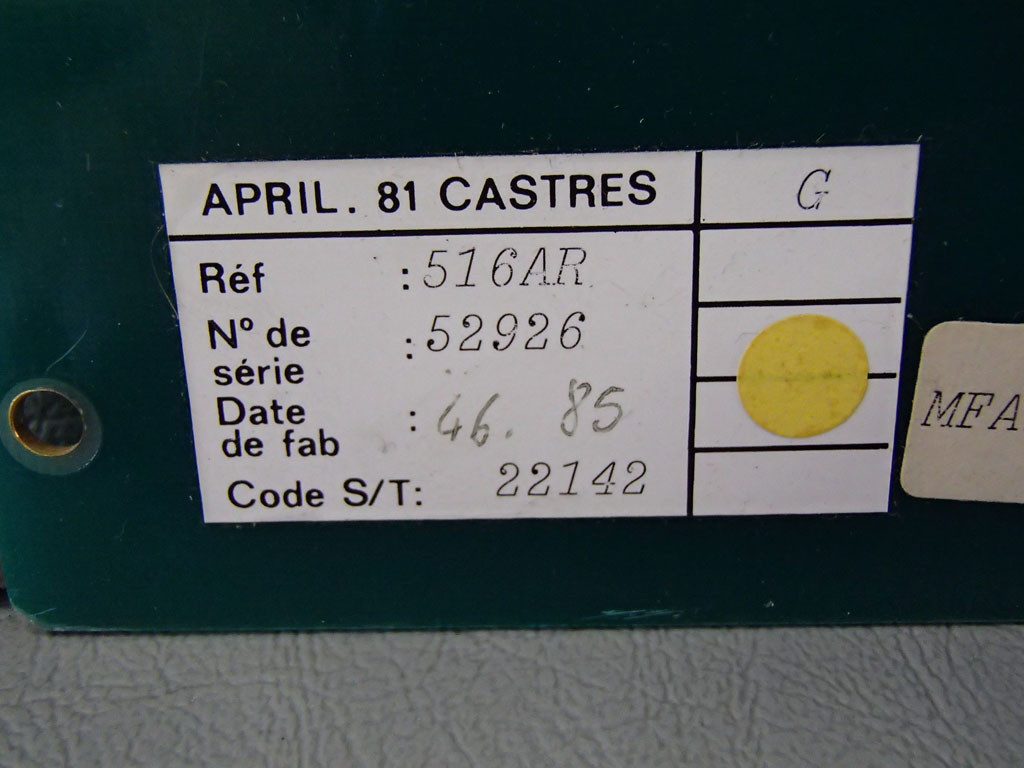 APRIL. 81 CASTRES
G
Réf : 516AR
N° de série : 52926
Date de fab : 46. 85
Code S/T: 22142
MFA